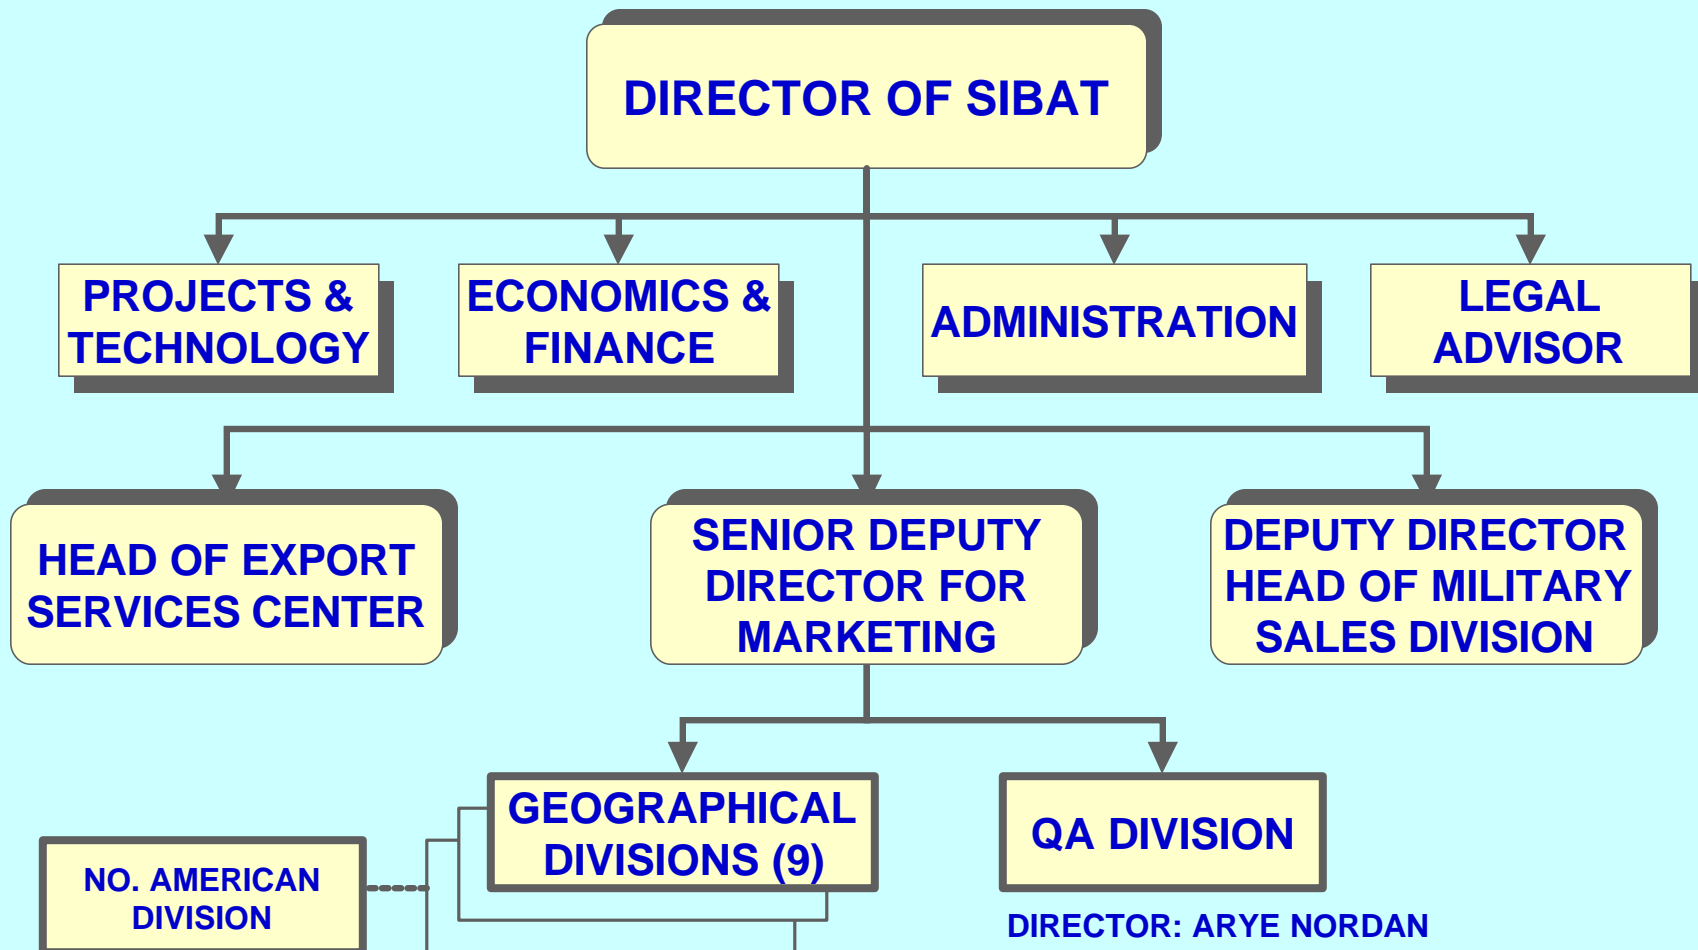 DIRECTOR OF SIBAT
PROJECTS &
TECHNOLOGY
ECONOMICS &
FINANCE
ADMINISTRATION
LEGAL
ADVISOR
HEAD OF EXPORT
SERVICES CENTER
SENIOR DEPUTY
DIRECTOR FOR
MARKETING
DEPUTY DIRECTOR
HEAD OF MILITARY
SALES DIVISION
GEOGRAPHICAL
DIVISIONS (9)
QA DIVISION
NO. AMERICAN
DIVISION
DIRECTOR: ARYE NORDAN